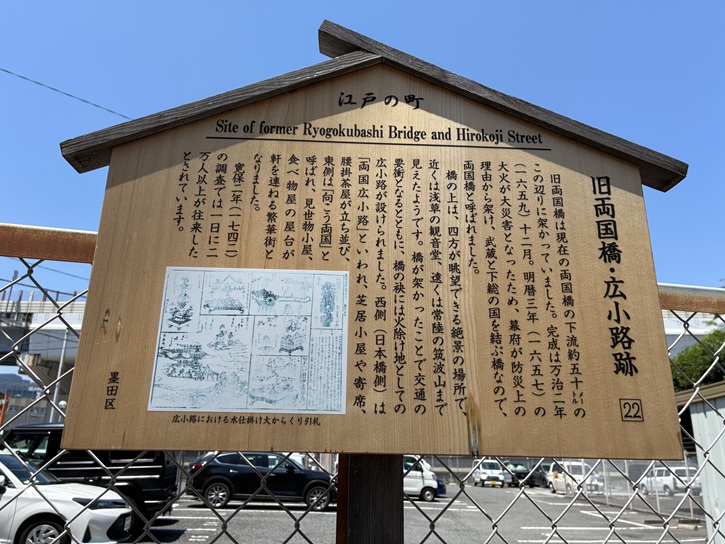 江戸の町
Site of former Ryogokubashi Bridge and Hirokoji Street
旧両国橋・広小路跡
22
旧両国橋は現在の両国橋の下流約五十㍍の
この辺りに架かっていました。完成は万治二年
（一六五九）十二月。明暦三年（一六五七）の
大火が大災害となったため、幕府が防災上の
理由から架け、武蔵と下総の国を結ぶ橋なので、
両国橋と呼ばれました。
橋の上は、四方が眺望できる絶景の場所で、
近くは浅草の観音堂、遠くは常陸の筑波山まで
見えたようです。橋が架かったことで交通の
要衝となるとともに、橋の袂には火除け地としての
広小路が設けられました。西側（日本橋側）は
「両国広小路」といわれ、芝居小屋や寄席、
腰掛茶屋が立ち並び、
東側は「向こう両国」と
呼ばれ、見世物小屋、
食べ物屋の屋台が
軒を連ねる繁華街と
なりました。
寛保二年（一七四二）
の調査では一日に二
万人以上が往来した
とされています。
広小路における水仕掛け大からくり引札
墨田区